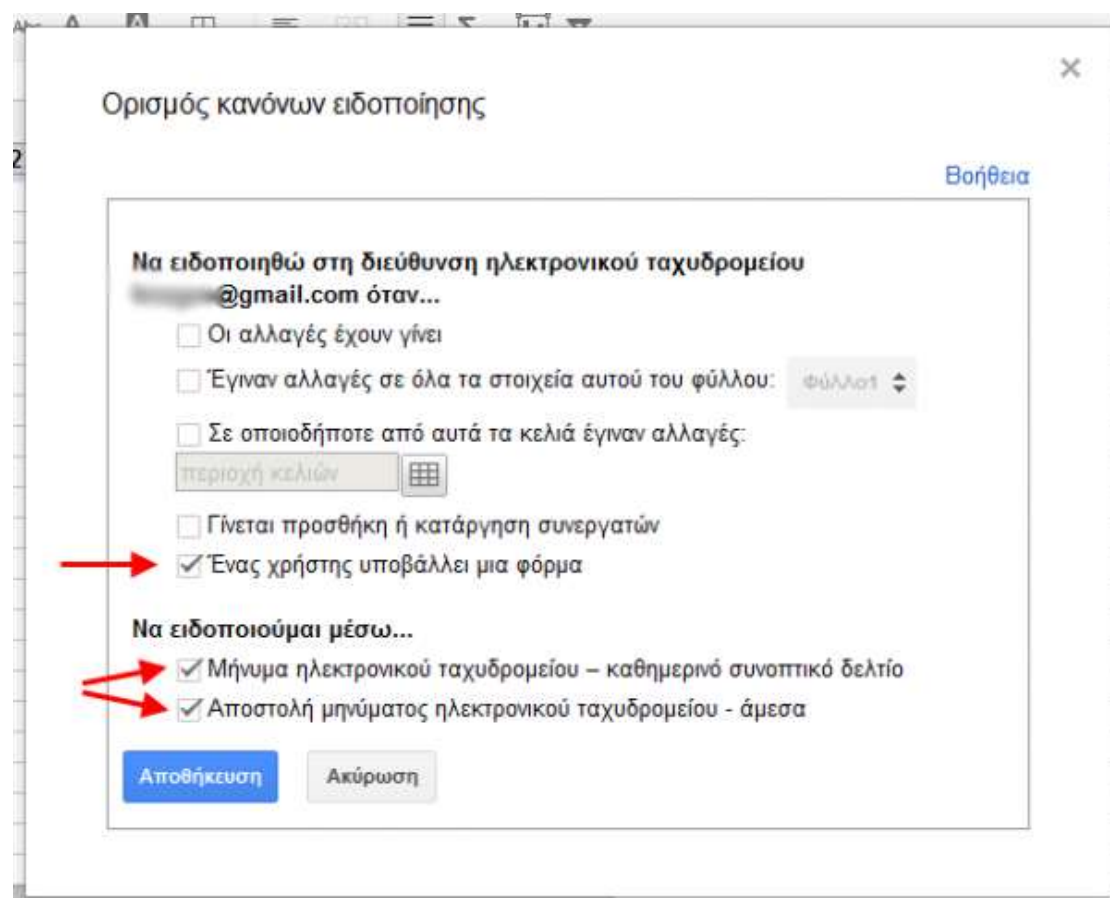 Ορισμός κανόνων ειδοποίησης
2
Βοήθεια
Να ειδοποιηθώ στη διεύθυνση ηλεκτρονικού ταχυδρομείου
@gmail.com όταν...
Οι αλλαγές έχουν γίνει
Έγιναν αλλαγές σε όλα τα στοιχεία αυτού του φύλλου: Φύλλο1
Σε οποιοδήποτε από αυτά τα κελιά έγιναν αλλαγές:
περιοχή κελιών
Γίνεται προσθήκη ή κατάργηση συνεργατών
Ένας χρήστης υποβάλλει μια φόρμα
Να ειδοποιούμαι μέσω...
Μήνυμα ηλεκτρονικού ταχυδρομείου – καθημερινό συνοπτικό δελτίο
Αποστολή μηνύματος ηλεκτρονικού ταχυδρομείου - άμεσα
Αποθήκευση Ακύρωση